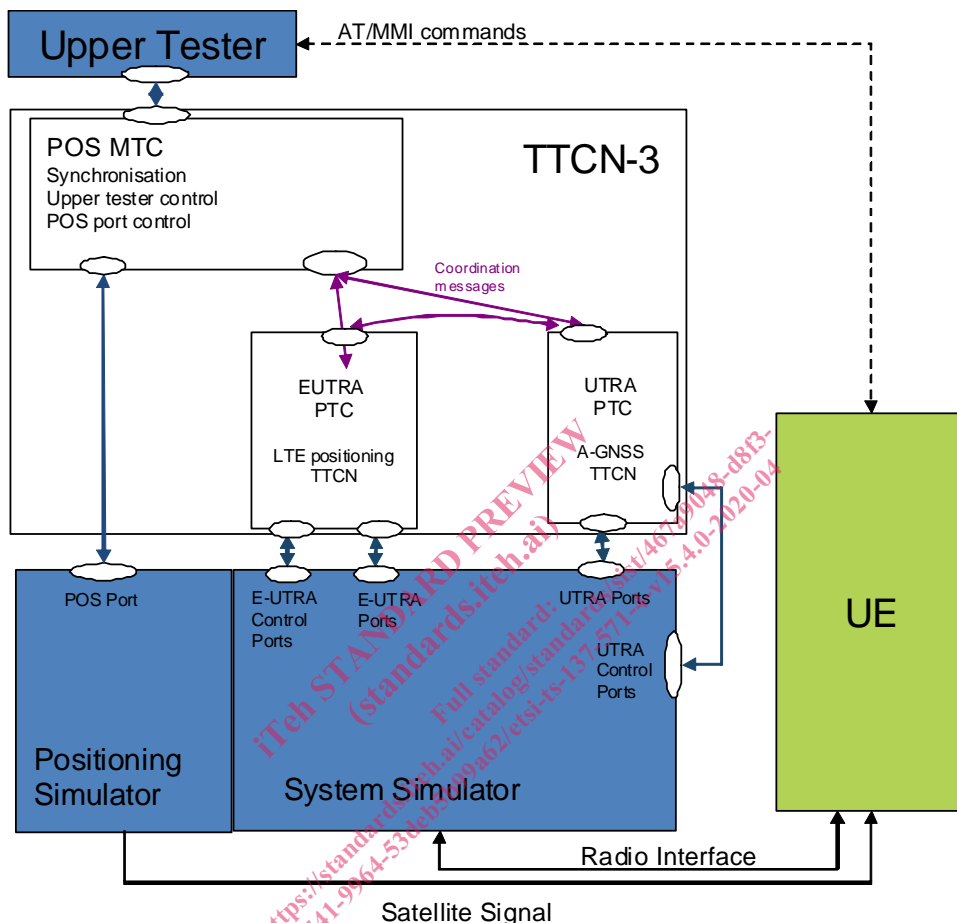 Upper Tester
AT/MMI commands
POS MTC
Synchronisation
Upper tester control
POS port control
TTCN-3
Coordination
messages
EUTRA
PTC
LTE positioning
TTCN
UTRA
PTC
A-GNSS
TTCN
POS Port
E-UTRA
Control
Ports
E-UTRA
Ports
UTRA Ports
UTRA
Control
Ports
UE
Positioning
Simulator
System Simulator
Radio Interface
Satellite Signal
iTeh STANDARD PREVIEW
(standards.iteh.ai)
Full standard: